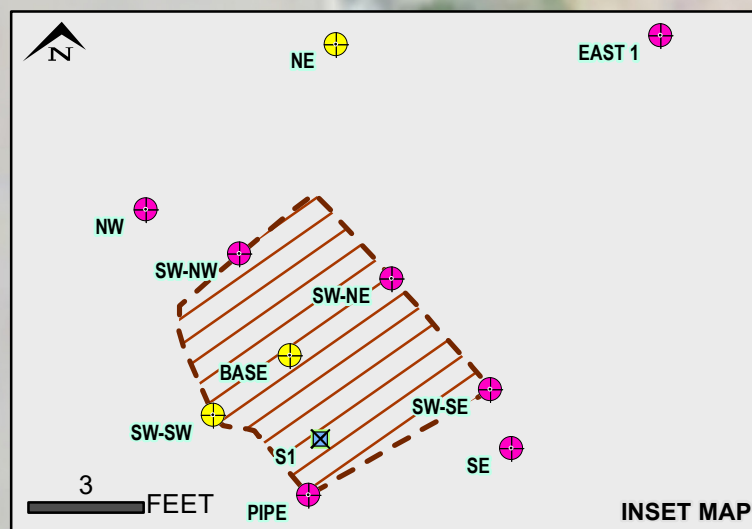 N
NE
EAST 1
NW
SW-NW
SW-NE
BASE
SW-SE
SW-SW
S1
SE
3
FEET
PIPE
INSET MAP